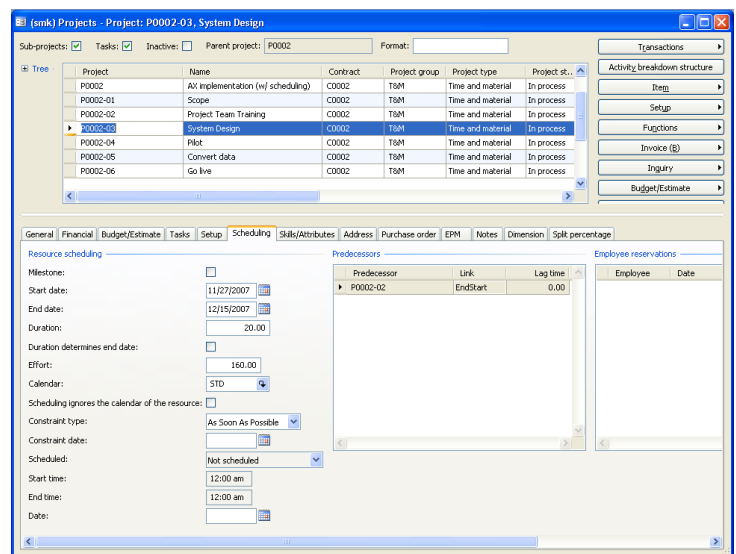 (smk) Projects - Project: P0002-03, System Design
Sub-projects: Tasks: Inactive: Parent project: P0002 Format:
Tree
Project Name Contract Project group Project type Project st..
P0002 AX implementation (w/ scheduling) C0002 T&M Time and material In process
P0002-01 Scope C0002 T&M Time and material In process
P0002-02 Project Team Training C0002 T&M Time and material In process
P0002-03 System Design C0002 T&M Time and material In process
P0002-04 Pilot C0002 T&M Time and material In process
P0002-05 Convert data C0002 T&M Time and material In process
P0002-06 Go live C0002 T&M Time and material In process
Transactions
Activity breakdown structure
Item
Setup
Functions
Invoice (B)
Inquiry
Budget/Estimate
General Financial Budget/Estimate Tasks Setup Scheduling Skills/Attributes Address Purchase order EPM Notes Dimension Split percentage
Resource scheduling
Milestone:
Start date: 11/27/2007
End date: 12/15/2007
Duration: 20.00
Duration determines end date:
Effort: 160.00
Calendar: STD
Scheduling ignores the calendar of the resource:
Constraint type: As Soon As Possible
Constraint date:
Scheduled: Not scheduled
Start time: 12:00 am
End time: 12:00 am
Date:
Predecessors
Predecessor Link Lag time
P0002-02 EndStart 0.00
Employee reservations
Employee Date